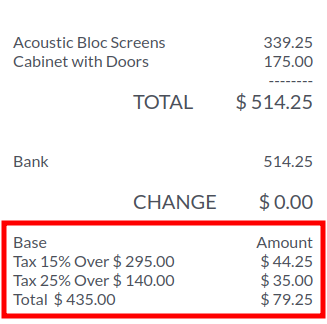 Acoustic Bloc Screens 339.25
Cabinet with Doors 175.00
--------
TOTAL $ 514.25
Bank 514.25
CHANGE $ 0.00
Base Amount
Tax 15% Over $ 295.00 $ 44.25
Tax 25% Over $ 140.00 $ 35.00
Total $ 435.00 $ 79.25